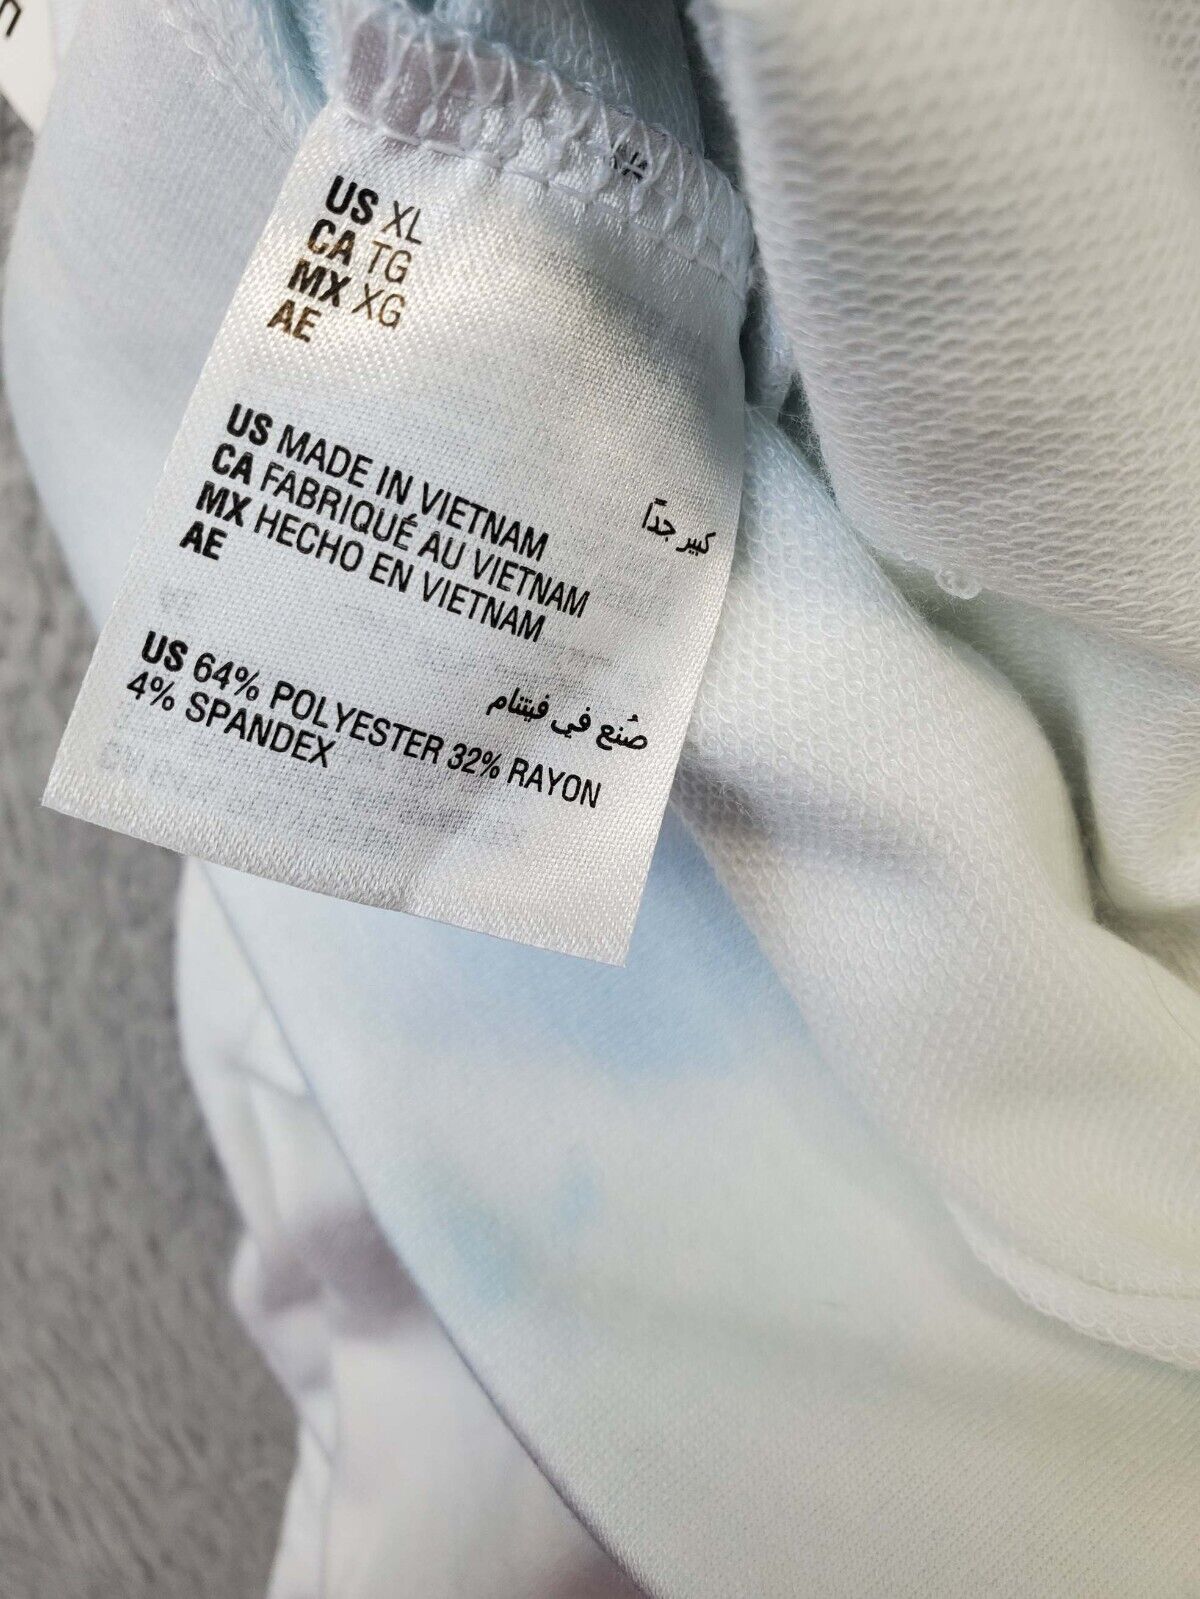 US XL
CA TG
MX XG
AE
كبير جدًا
US MADE IN VIETNAM
CA FABRIQUÉ AU VIETNAM
MX HECHO EN VIETNAM
AE
صُنع في فيتنام
US 64% POLYESTER 32% RAYON
4% SPANDEX